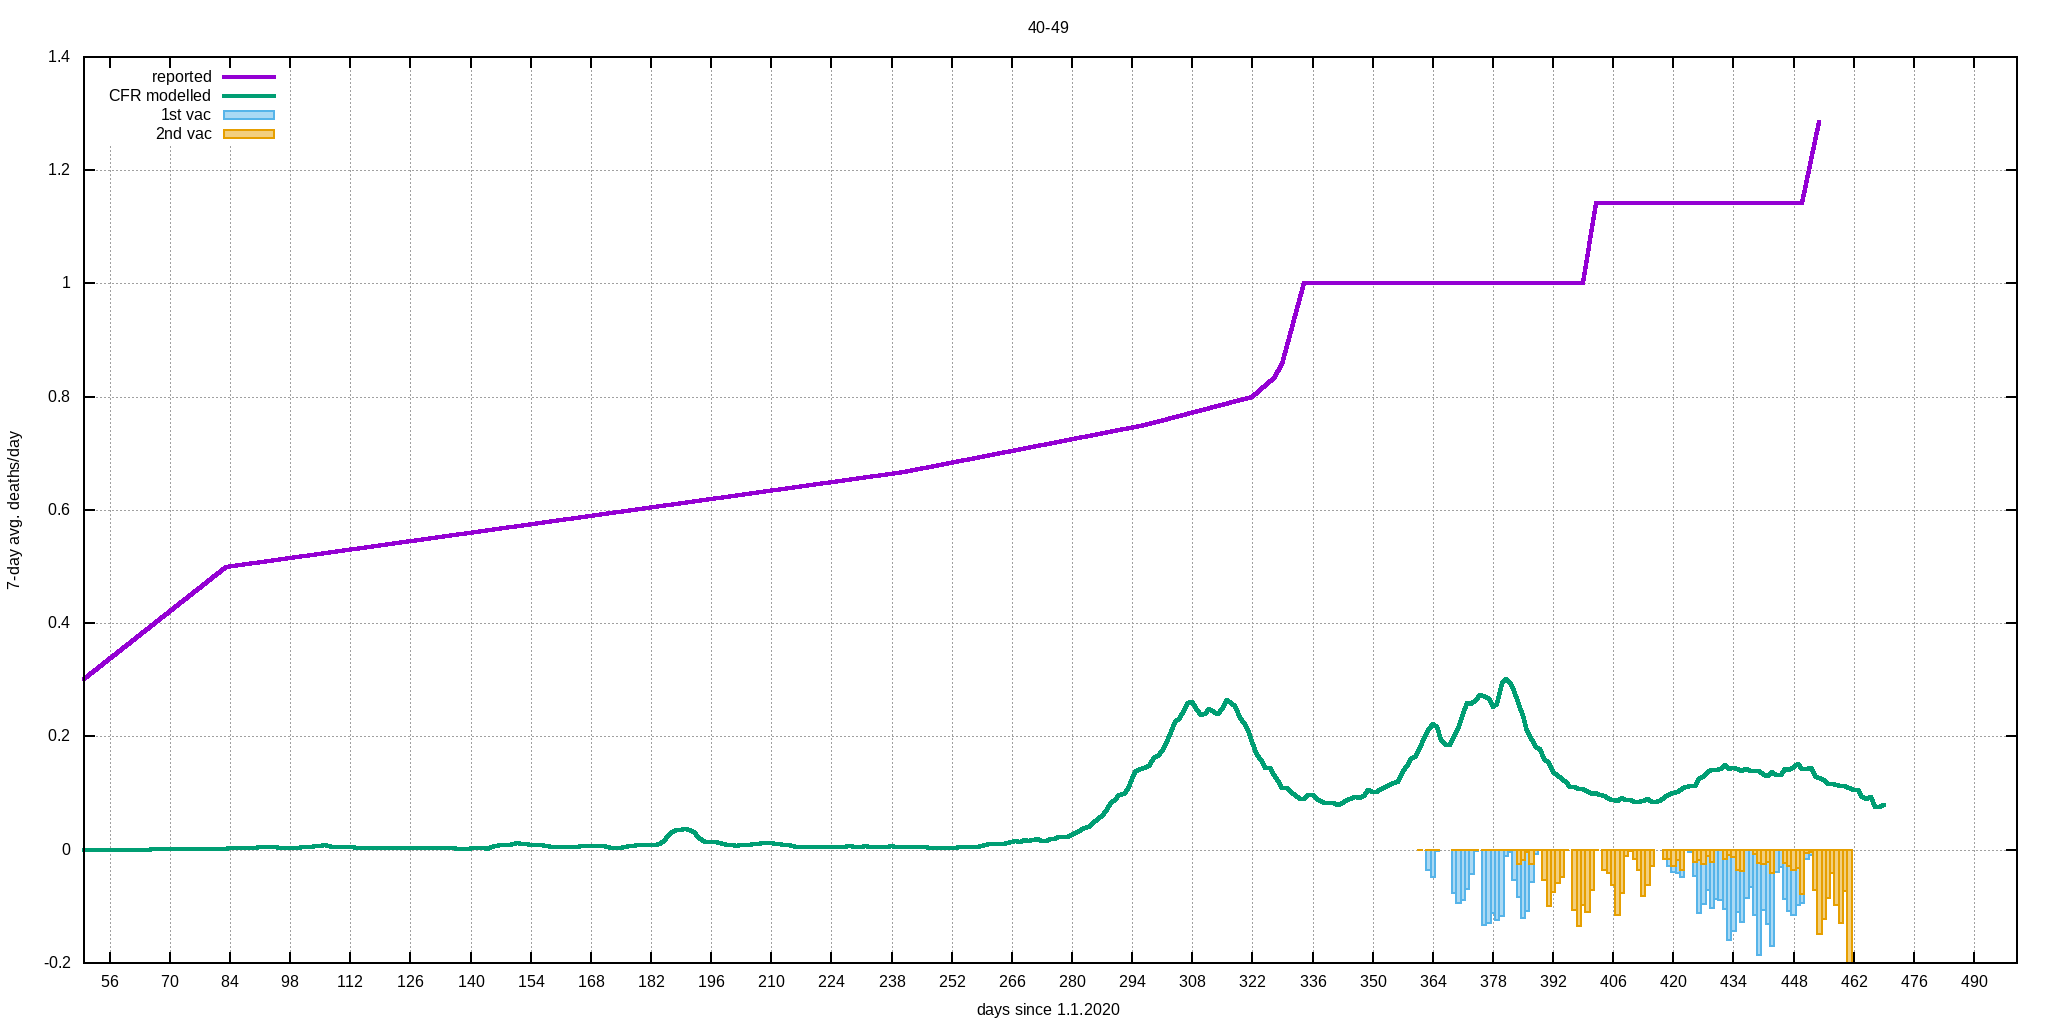 40-49
1.4
1.2
1
0.8
0.6
0.4
0.2
0
-0.2
7-day avg. deaths/day
reported
CFR modelled
1st vac
2nd vac
56 70 84 98 112 126 140 154 168 182 196 210 224 238 252 266 280 294 308 322 336 350 364 378 392 406 420 434 448 462 476 490
days since 1.1.2020